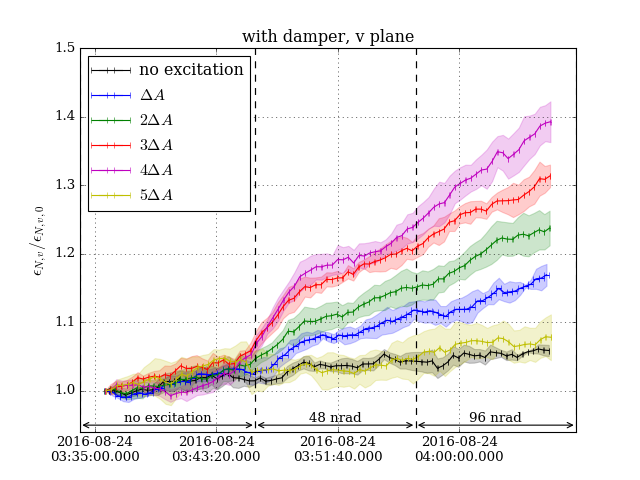 with damper, v plane
1.5
1.4
1.3
1.2
1.1
1.0
ϵN,v/ϵN,v,0
no excitation
ΔA
2ΔA
3ΔA
4ΔA
5ΔA
no excitation
48 nrad
96 nrad
2016-08-24
03:35:00.000
2016-08-24
03:43:20.000
2016-08-24
03:51:40.000
2016-08-24
04:00:00.000